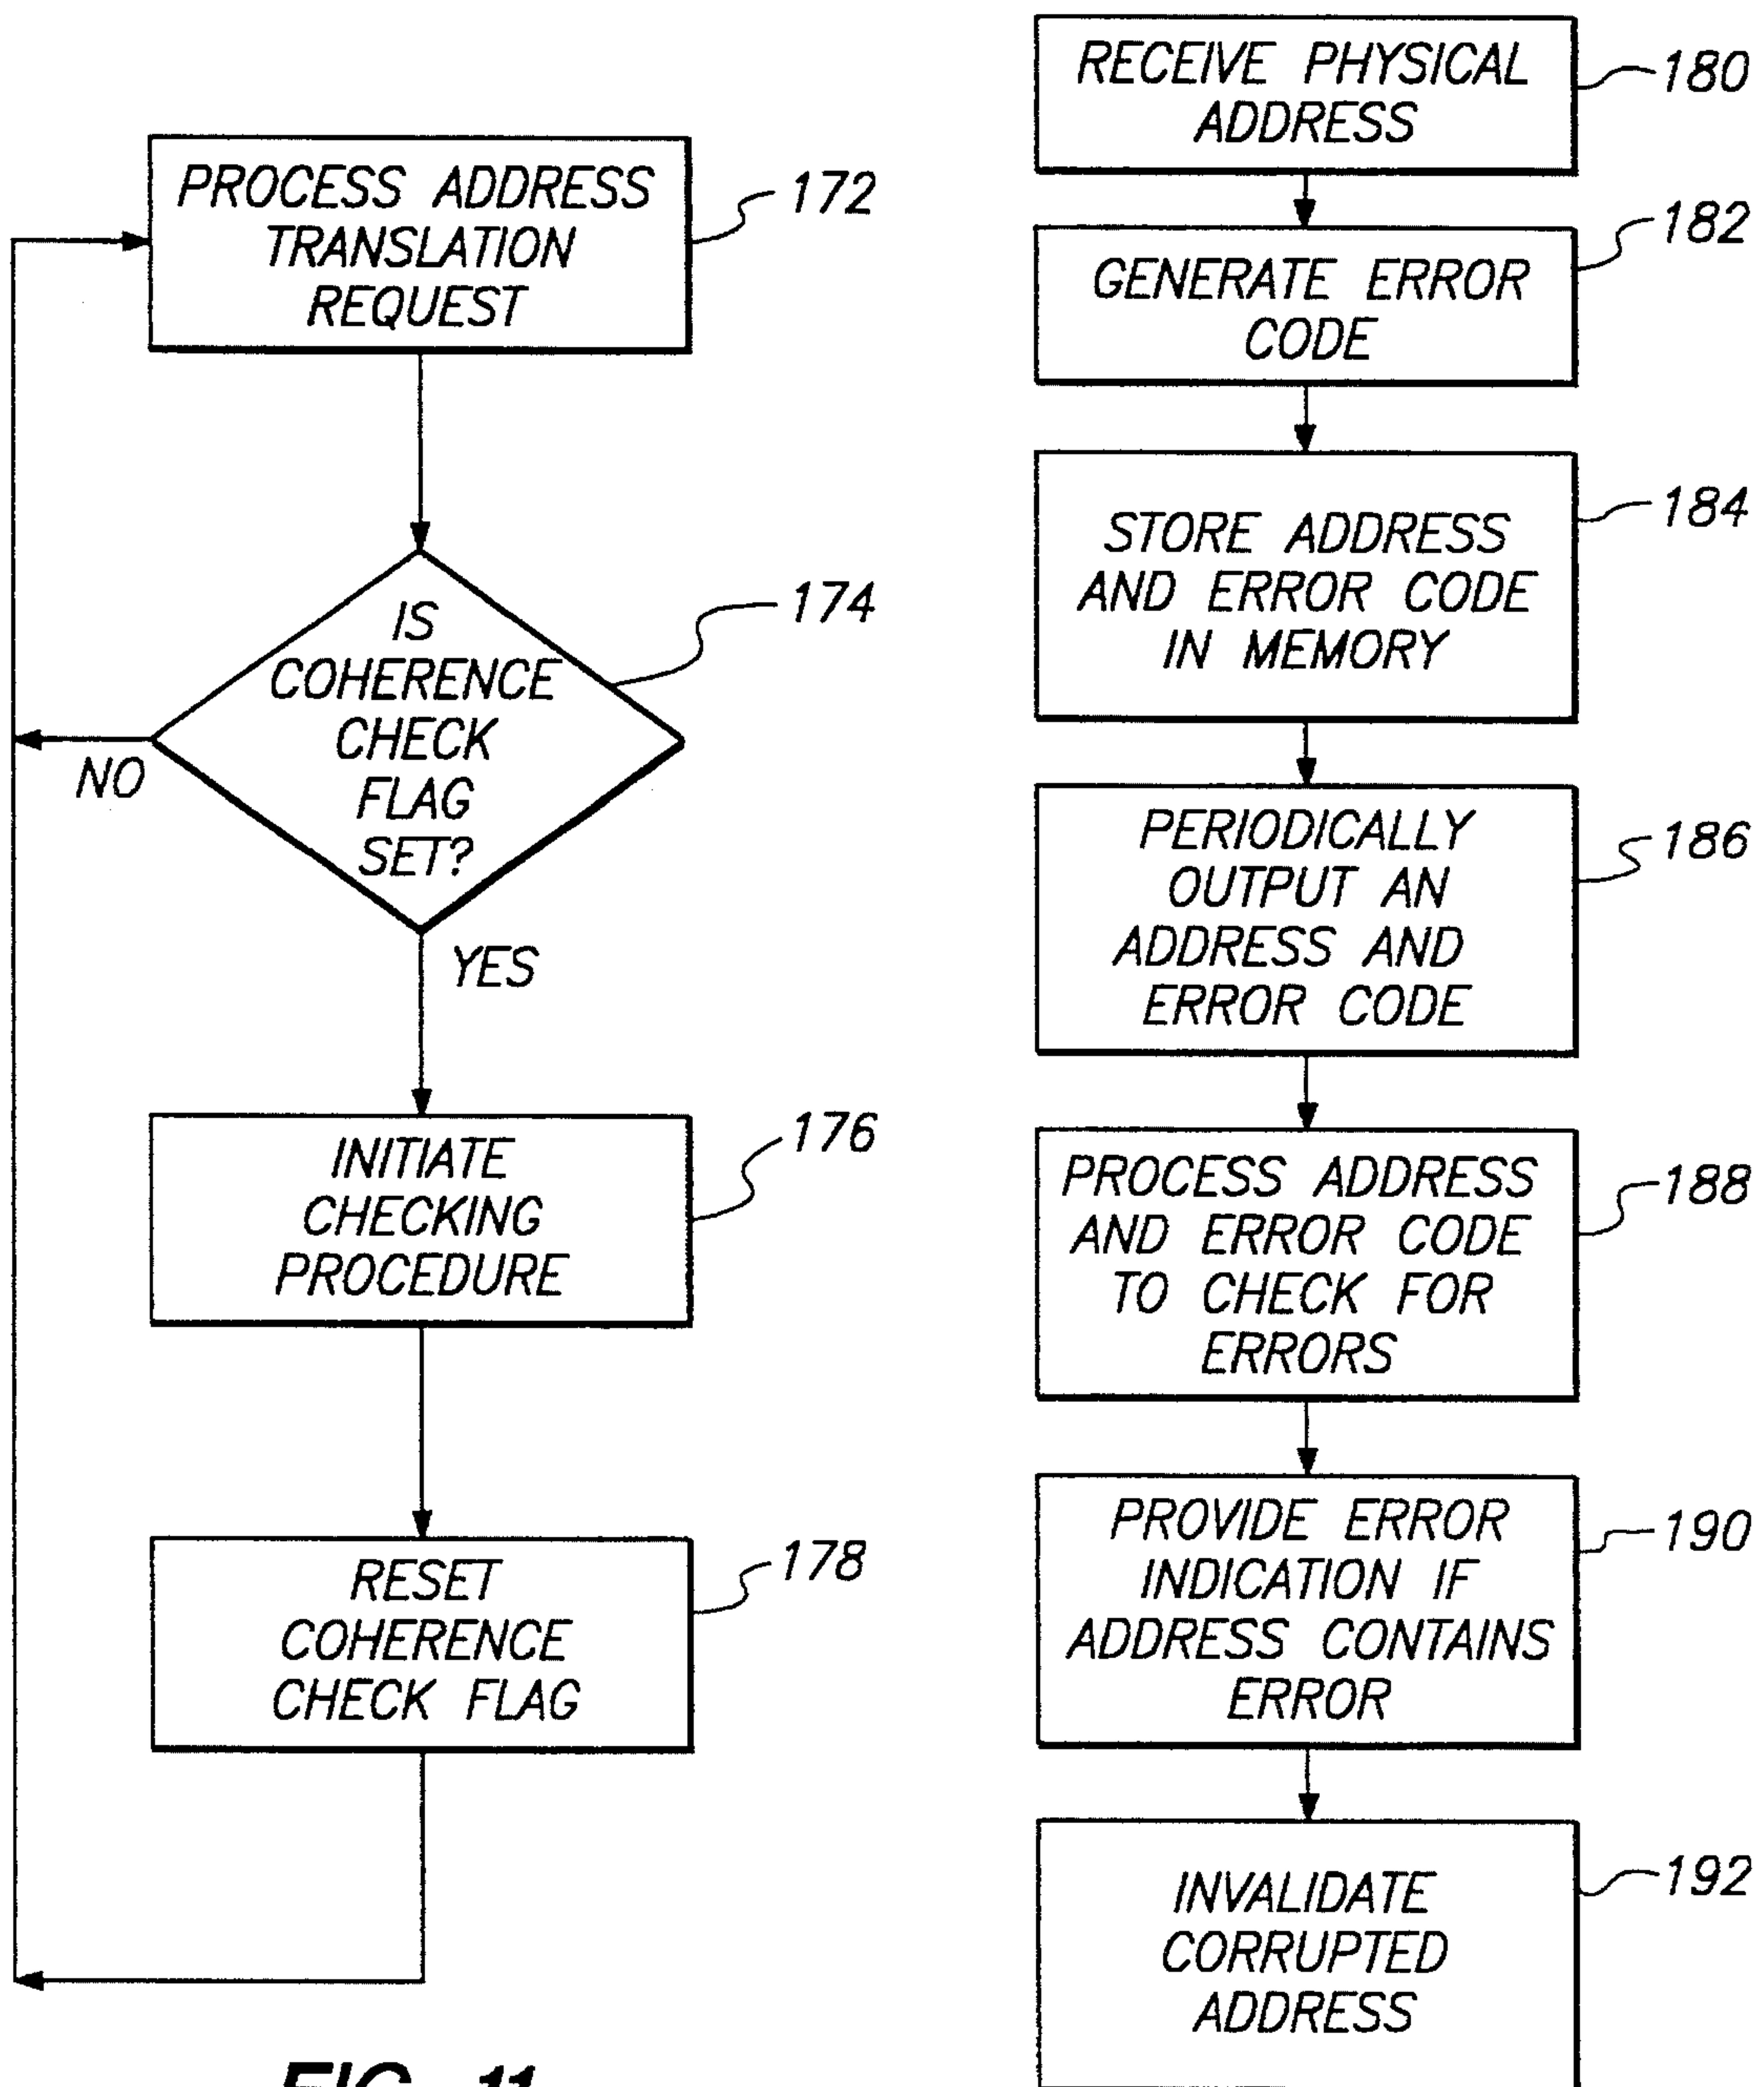 PROCESS ADDRESS
TRANSLATION
REQUEST
172
IS
COHERENCE
CHECK
FLAG
SET?
174
NO
YES
INITIATE
CHECKING
PROCEDURE
176
RESET
COHERENCE
CHECK FLAG
178
FIG. 11
RECEIVE PHYSICAL
ADDRESS
180
GENERATE ERROR
CODE
182
STORE ADDRESS
AND ERROR CODE
IN MEMORY
184
PERIODICALLY
OUTPUT AN
ADDRESS AND
ERROR CODE
186
PROCESS ADDRESS
AND ERROR CODE
TO CHECK FOR
ERRORS
188
PROVIDE ERROR
INDICATION IF
ADDRESS CONTAINS
ERROR
190
INVALIDATE
CORRUPTED
ADDRESS
192